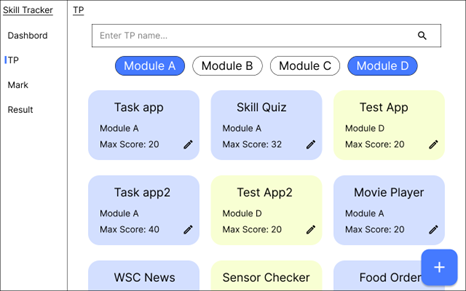 Skill Tracker
TP
Dashbord
TP
Mark
Result
Enter TP name...
Module A
Module B
Module C
Module D
Task app
Module A
Max Score: 20
Skill Quiz
Module A
Max Score: 32
Test App
Module D
Max Score: 20
Task app2
Module A
Max Score: 40
Test App2
Module D
Max Score: 20
Movie Player
Module A
Max Score: 20
WSC News
Sensor Checker
Food Order
+